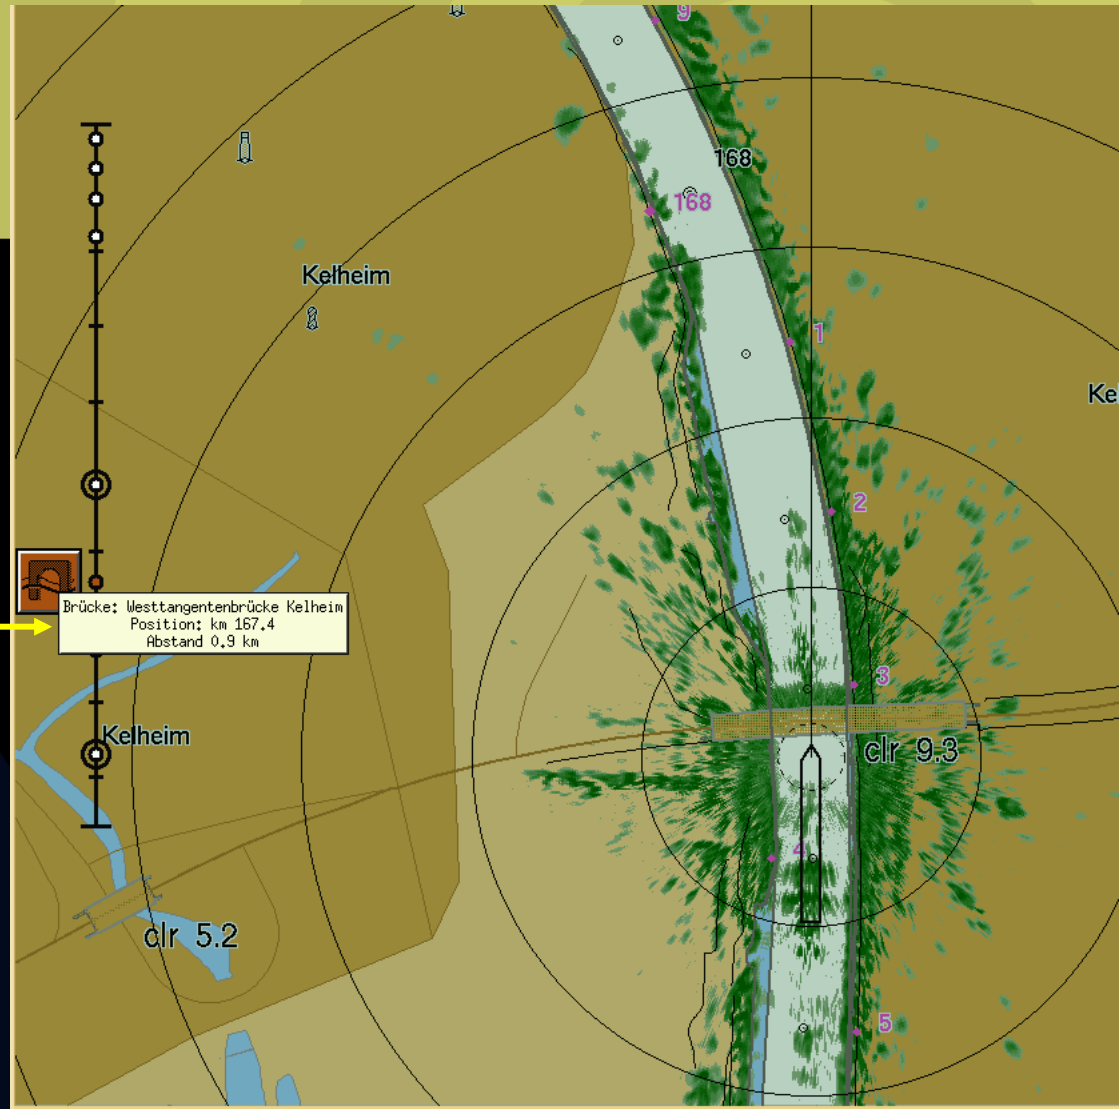 9
168
168
Kelheim
1
Ke
2
Brücke: Westtangentenbrücke Kelheim
Position: km 167.4
Abstand 0.9 km
3
Kelheim
clr 9.3
4
clr 5.2
5